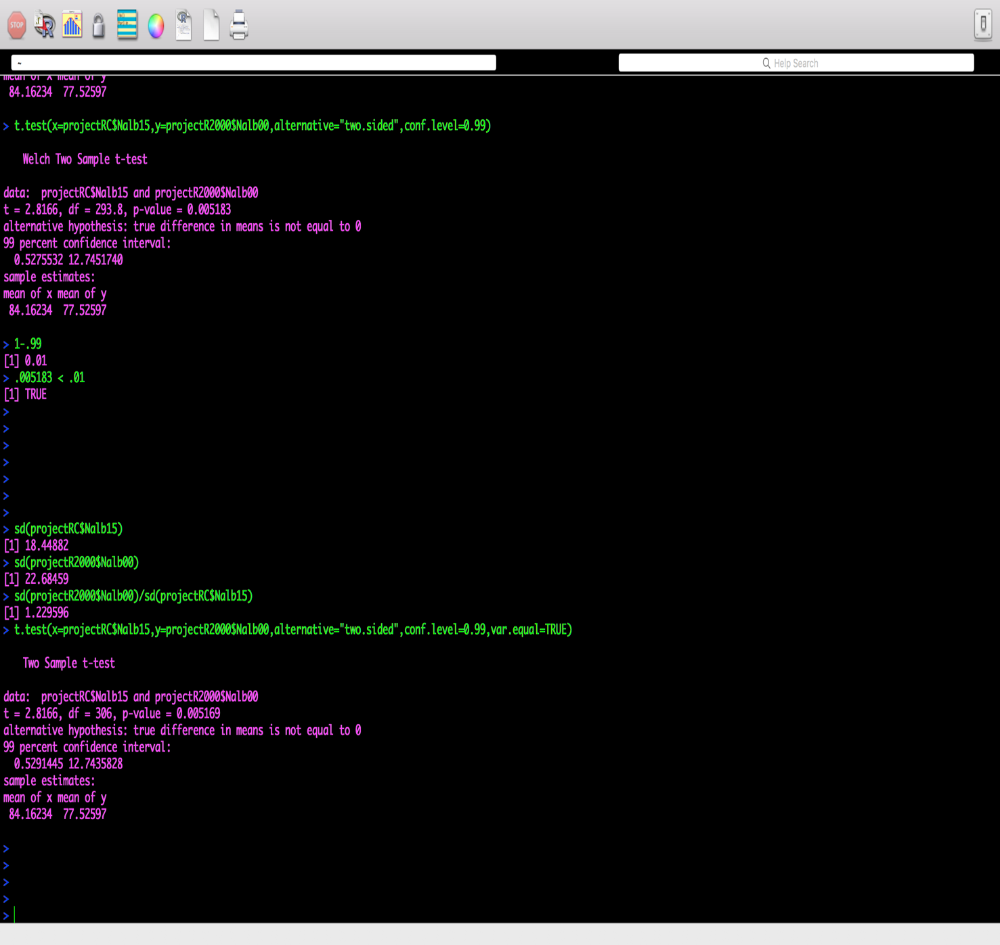 STOP
~
Help Search
mean of x mean of y
84.16234 77.52597
> t.test(x=projectRC$Nalb15,y=projectR2000$Nalb00,alternative="two.sided",conf.level=0.99)
Welch Two Sample t-test
data: projectRC$Nalb15 and projectR2000$Nalb00
t = 2.8166, df = 293.8, p-value = 0.005183
alternative hypothesis: true difference in means is not equal to 0
99 percent confidence interval:
0.5275532 12.7451740
sample estimates:
mean of x mean of y
84.16234 77.52597
> 1-.99
[1] 0.01
> .005183 < .01
[1] TRUE
>
>
>
>
>
>
>
> sd(projectRC$Nalb15)
[1] 18.44882
> sd(projectR2000$Nalb00)
[1] 22.68459
> sd(projectR2000$Nalb00)/sd(projectRC$Nalb15)
[1] 1.229596
> t.test(x=projectRC$Nalb15,y=projectR2000$Nalb00,alternative="two.sided",conf.level=0.99,var.equal=TRUE)
Two Sample t-test
data: projectRC$Nalb15 and projectR2000$Nalb00
t = 2.8166, df = 306, p-value = 0.005169
alternative hypothesis: true difference in means is not equal to 0
99 percent confidence interval:
0.5291445 12.7435828
sample estimates:
mean of x mean of y
84.16234 77.52597
>
>
>
>
>